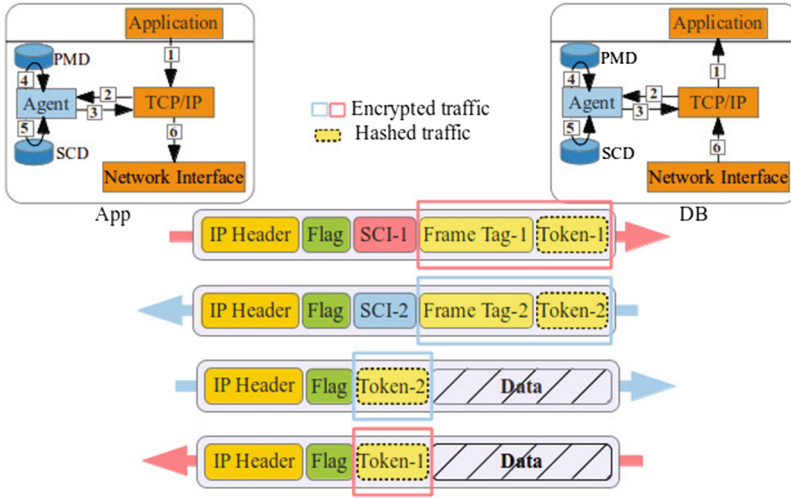 Application
PMD
1
4
Agent
2
3
TCP/IP
5
6
SCD
Network Interface
App
Encrypted traffic
Hashed traffic
Application
PMD
1
4
Agent
2
3
TCP/IP
5
6
SCD
Network Interface
DB
IP Header Flag SCI-1 Frame Tag-1 Token-1
IP Header Flag SCI-2 Frame Tag-2 Token-2
IP Header Flag Token-2 Data
IP Header Flag Token-1 Data